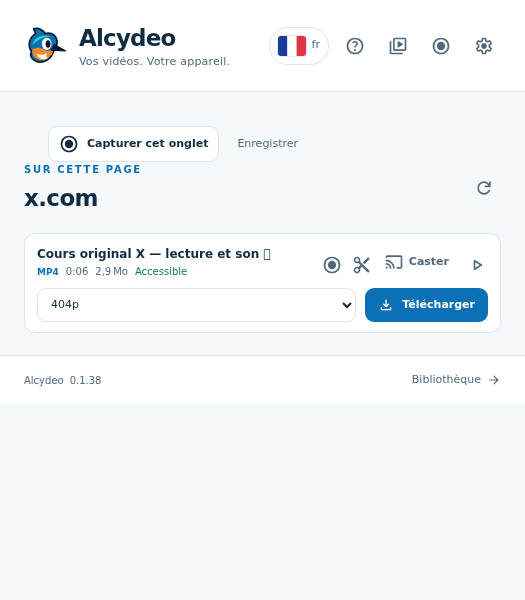 Alcydeo
Vos vidéos. Votre appareil.
fr
Capturer cet onglet
Enregistrer
SUR CETTE PAGE
x.com
Cours original X — lecture et son
MP4 0:06 2,9 Mo Accessible
Caster
404p
Télécharger
Alcydeo 0.1.38
Bibliothèque